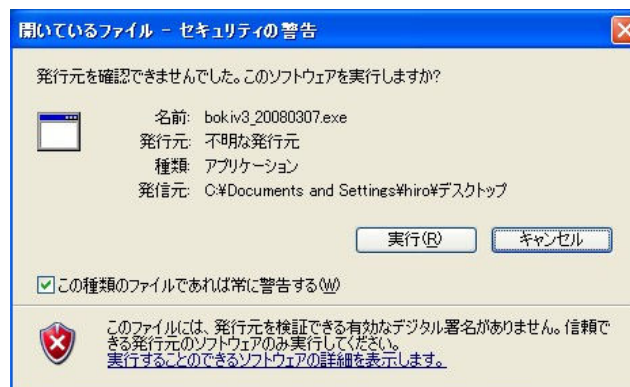 開いているファイル - セキュリティの警告
発行元を確認できませんでした。このソフトウェアを実行しますか?
名前: bokiv3_20080307.exe
発行元: 不明な発行元
種類: アプリケーション
発信元: C:¥Documents and Settings¥hiro¥デスクトップ
実行(R) キャンセル
この種類のファイルであれば常に警告する(W)
このファイルには、発行元を検証できる有効なデジタル署名がありません。信頼で
きる発行元のソフトウェアのみ実行してください。
実行することのできるソフトウェアの詳細を表示します。